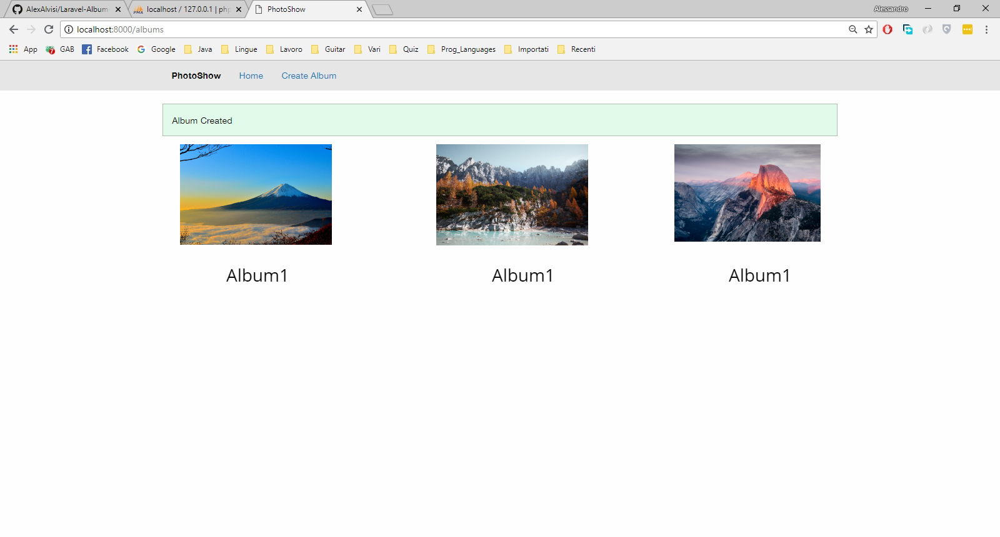 AlexAlvisi/Laravel-Album
localhost / 127.0.0.1 | php
PhotoShow
Alessandro
localhost:8000/albums
App GAB Facebook Google Java Lingue Lavoro Guitar Vari Quiz Prog_Languages Importati Recenti
PhotoShow Home Create Album
Album Created
Album1 Album1 Album1